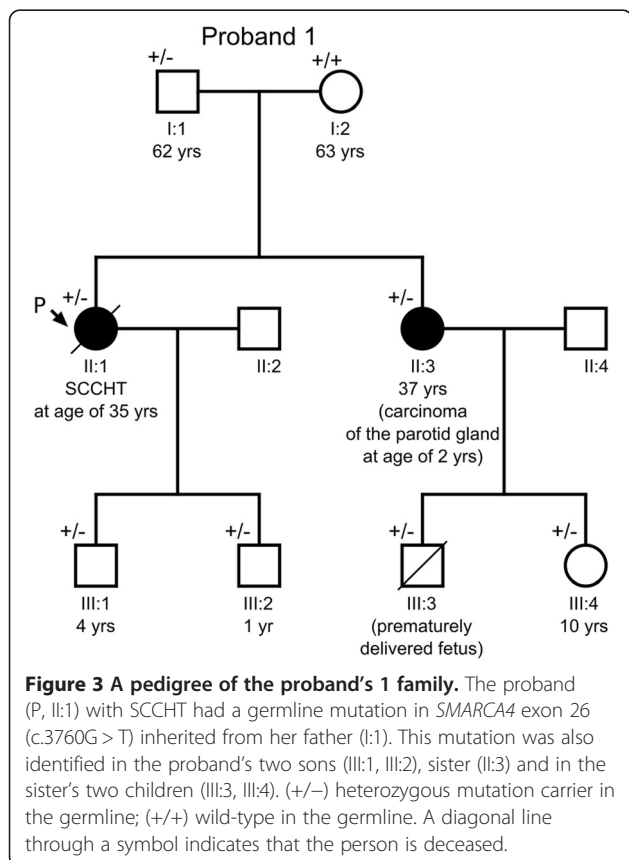 Proband 1
+/-
+/+
I:1
I:2
62 yrs
63 yrs
P
+/-
+/-
II:1
II:2
II:3
II:4
SCCHT
at age of 35 yrs
37 yrs
(carcinoma
of the parotid gland
at age of 2 yrs)
+/-
+/-
+/-
+/-
III:1
III:2
III:3
III:4
4 yrs
1 yr
(prematurely
delivered fetus)
10 yrs
Figure 3 A pedigree of the proband's 1 family. The proband
(P, II:1) with SCCHT had a germline mutation in SMARCA4 exon 26
(c.3760G > T) inherited from her father (I:1). This mutation was also
identified in the proband's two sons (III:1, III:2), sister (II:3) and in the
sister's two children (III:3, III:4). (+/−) heterozygous mutation carrier in
the germline; (+/+) wild-type in the germline. A diagonal line
through a symbol indicates that the person is deceased.